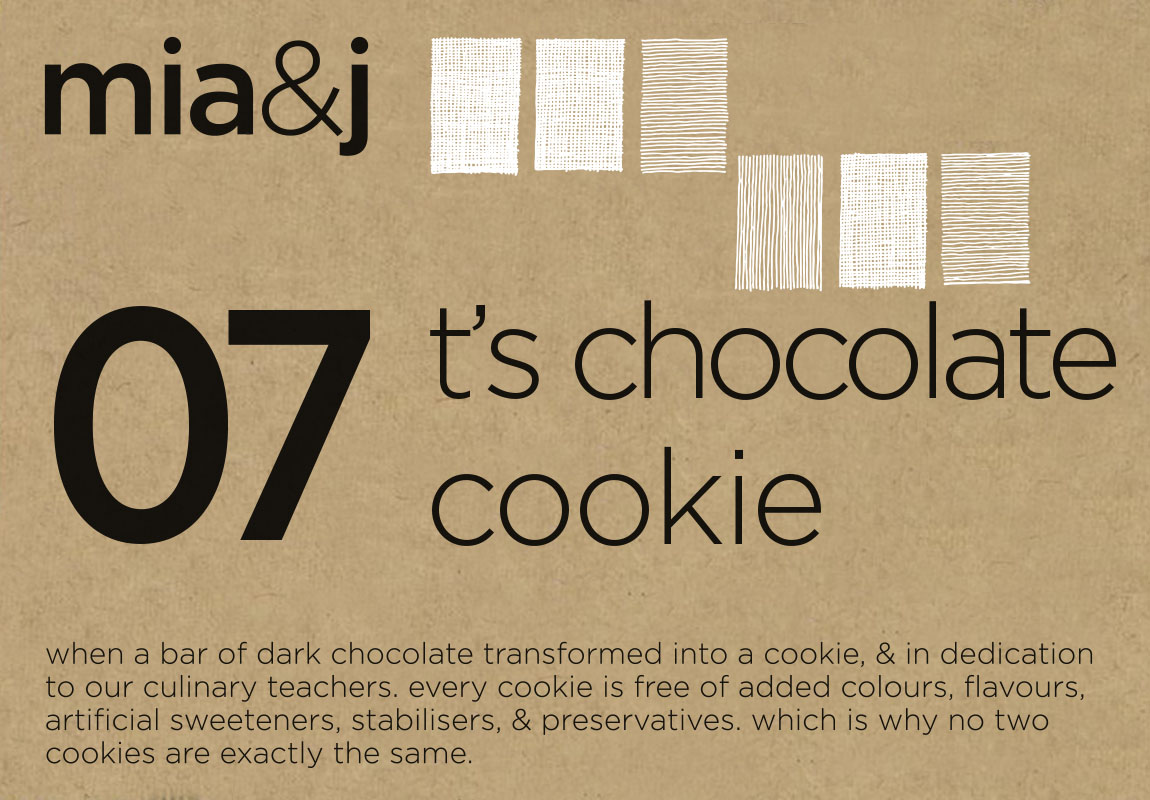 mia&j
07
t’s chocolate
cookie
when a bar of dark chocolate transformed into a cookie, & in dedication
to our culinary teachers. every cookie is free of added colours, flavours,
artificial sweeteners, stabilisers, & preservatives. which is why no two
cookies are exactly the same.